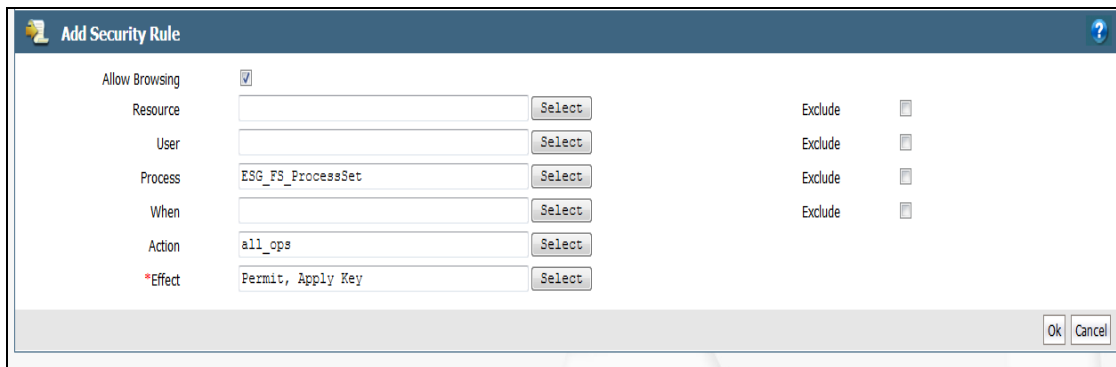 Add Security Rule ?
Allow Browsing
Resource Select Exclude
User Select Exclude
Process ESG_FS_ProcessSet Select Exclude
When Select Exclude
Action all_ops Select
*Effect Permit, Apply Key Select
Ok Cancel